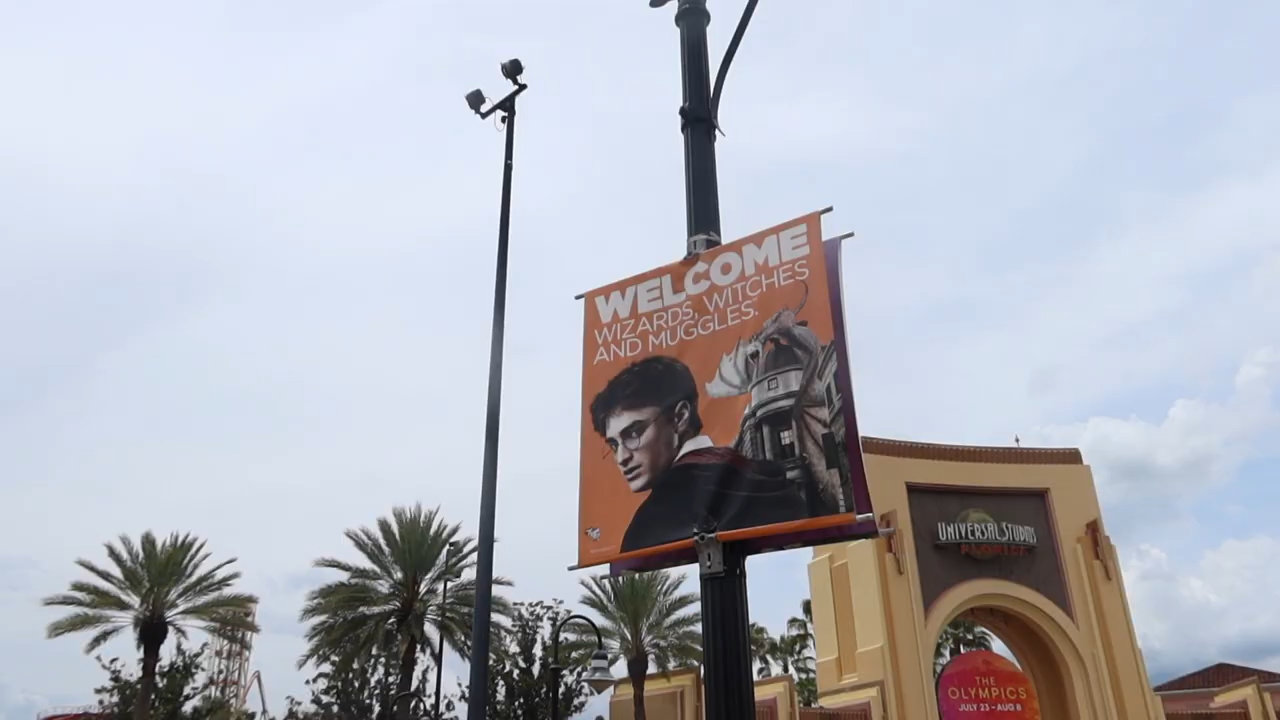 WELCOME
WIZARDS, WITCHES
AND MUGGLES.
UNIVERSAL STUDIOS
FLORIDA
THE
OLYMPICS
JULY 23 - AUG 8